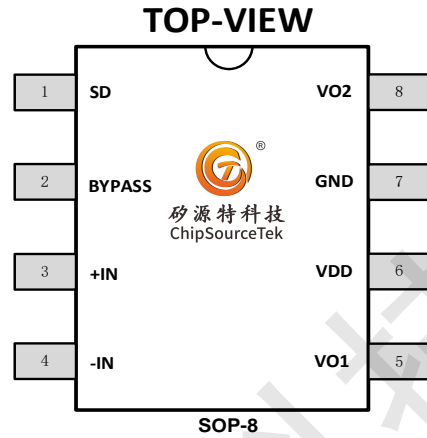 TOP-VIEW
1 SD VO2 8
®
2 BYPASS GND 7
矽源特科技
ChipSourceTek
3 +IN VDD 6
4 -IN VO1 5
SOP-8